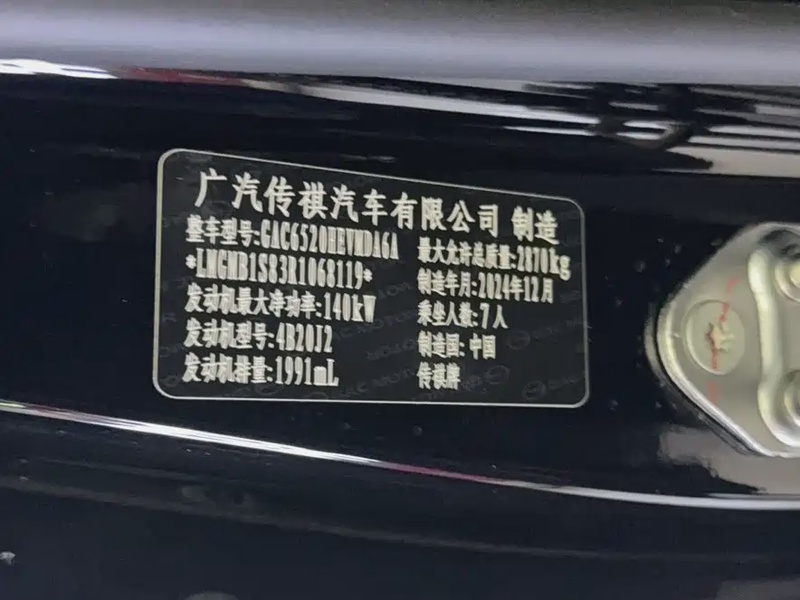 广汽传祺汽车有限公司 制造
整车型号:GAC6520HEVMDA6A
*LMGMB1S83R1068119*
发动机最大净功率:140kW
发动机型号:4B20J2
发动机排量:1991mL
最大允许总质量:2870kg
制造年月:2024年12月
乘坐人数:7人
制造国:中国
传祺牌